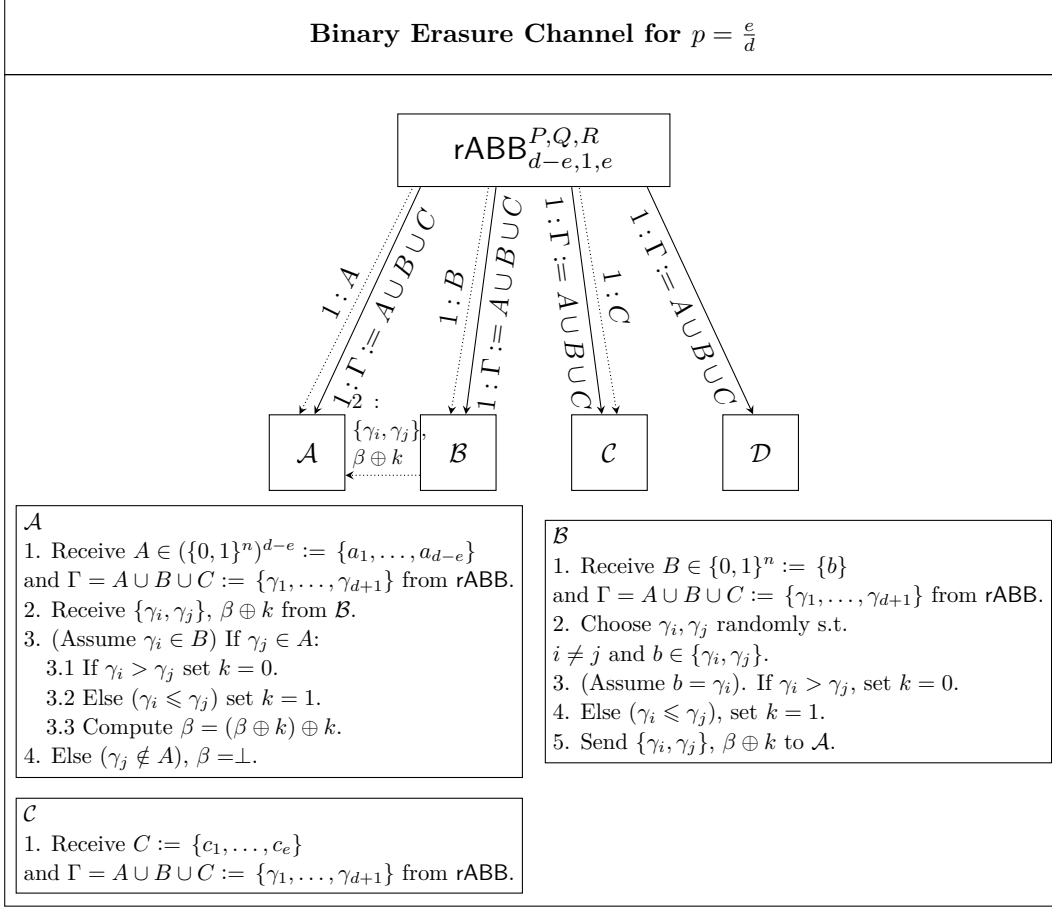 Binary Erasure Channel for $p = \frac{e}{d}$
$\mathsf{rABB}^{P,Q,R}_{d-e,1,e}$
1 : A
1 : Γ := A ∪ B ∪ C
1 : B
1 : Γ := A ∪ B ∪ C
1 : Γ := A ∪ B ∪ C
1 : C
1 : Γ := A ∪ B ∪ C
2 :
{γ_i, γ_j},
β ⊕ k
𝒜
ℬ
𝒞
𝒟
𝒜
1. Receive A ∈ ({0, 1}^n)^{d−e} := {a_1, . . . , a_{d−e}}
and Γ = A ∪ B ∪ C := {γ_1, . . . , γ_{d+1}} from rABB.
2. Receive {γ_i, γ_j}, β ⊕ k from ℬ.
3. (Assume γ_i ∈ B) If γ_j ∈ A:
3.1 If γ_i > γ_j set k = 0.
3.2 Else (γ_i ⩽ γ_j) set k = 1.
3.3 Compute β = (β ⊕ k) ⊕ k.
4. Else (γ_j ∉ A), β =⊥.
ℬ
1. Receive B ∈ {0, 1}^n := {b}
and Γ = A ∪ B ∪ C := {γ_1, . . . , γ_{d+1}} from rABB.
2. Choose γ_i, γ_j randomly s.t.
i ≠ j and b ∈ {γ_i, γ_j}.
3. (Assume b = γ_i). If γ_i > γ_j, set k = 0.
4. Else (γ_i ⩽ γ_j), set k = 1.
5. Send {γ_i, γ_j}, β ⊕ k to 𝒜.
𝒞
1. Receive C := {c_1, . . . , c_e}
and Γ = A ∪ B ∪ C := {γ_1, . . . , γ_{d+1}} from rABB.